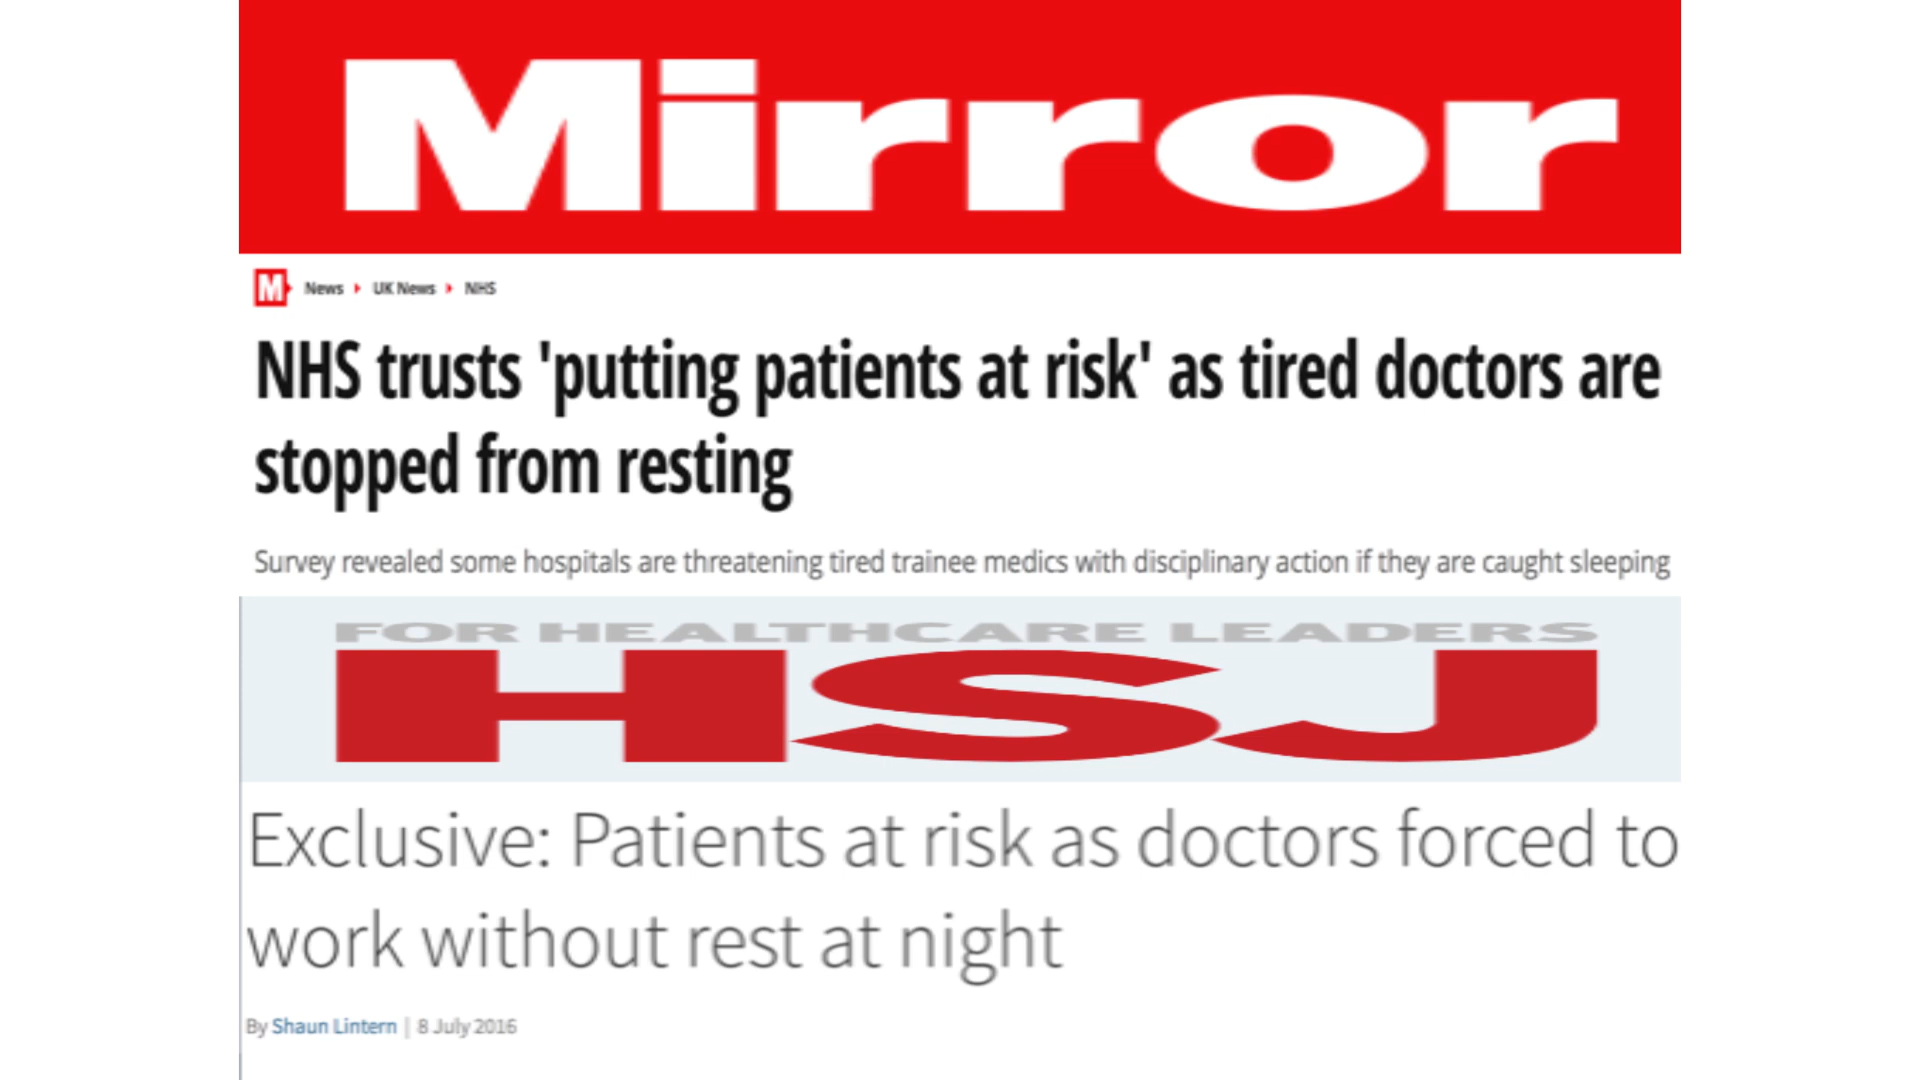 Mirror
M News UK News NHS
NHS trusts 'putting patients at risk' as tired doctors are
stopped from resting
Survey revealed some hospitals are threatening tired trainee medics with disciplinary action if they are caught sleeping
FOR HEALTHCARE LEADERS
HSJ
Exclusive: Patients at risk as doctors forced to
work without rest at night
By Shaun Lintern | 8 July 2016